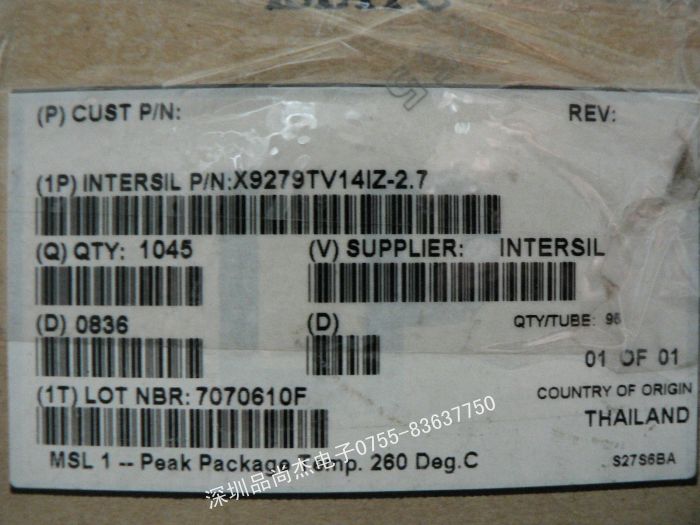 (P) CUST P/N: REV:
(1P) INTERSIL P/N:X9279TV14IZ-2.7
(Q) QTY: 1045 (V) SUPPLIER: INTERSIL
(D) 0836 (D) QTY/TUBE: 96
01 OF 01
(1T) LOT NBR: 7070610F COUNTRY OF ORIGIN
THAILAND
MSL 1 -- Peak Package Temp. 260 Deg.C S27S6BA
深圳品尚杰电子0755-83637750